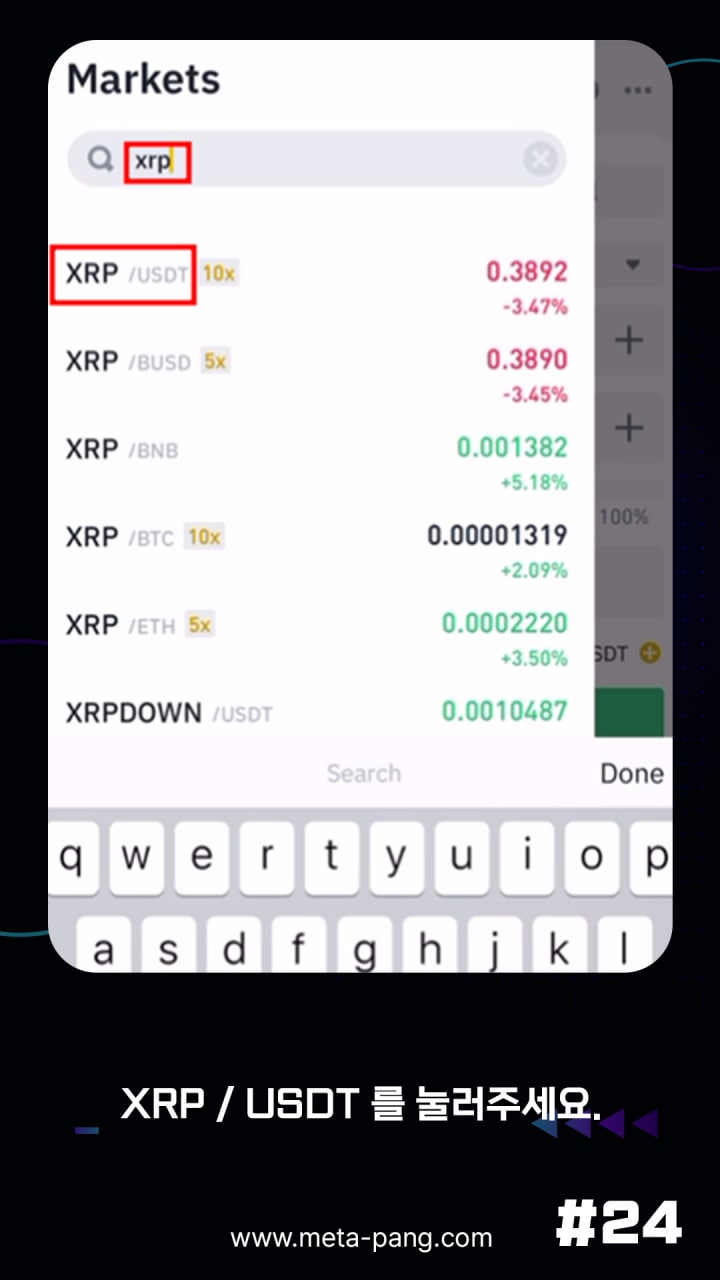 Markets
xrp
XRP /USDT 10x 0.3892
-3.47%
XRP /BUSD 5x 0.3890
-3.45%
XRP /BNB 0.001382
+5.18%
100%
XRP /BTC 10x 0.00001319
+2.09%
XRP /ETH 5x 0.0002220
+3.50%
SDT
XRPDOWN /USDT 0.0010487
Search Done
q w e r t y u i o p
a s d f g h j k l
XRP / USDT 를 눌러주세요.
www.meta-pang.com
#24